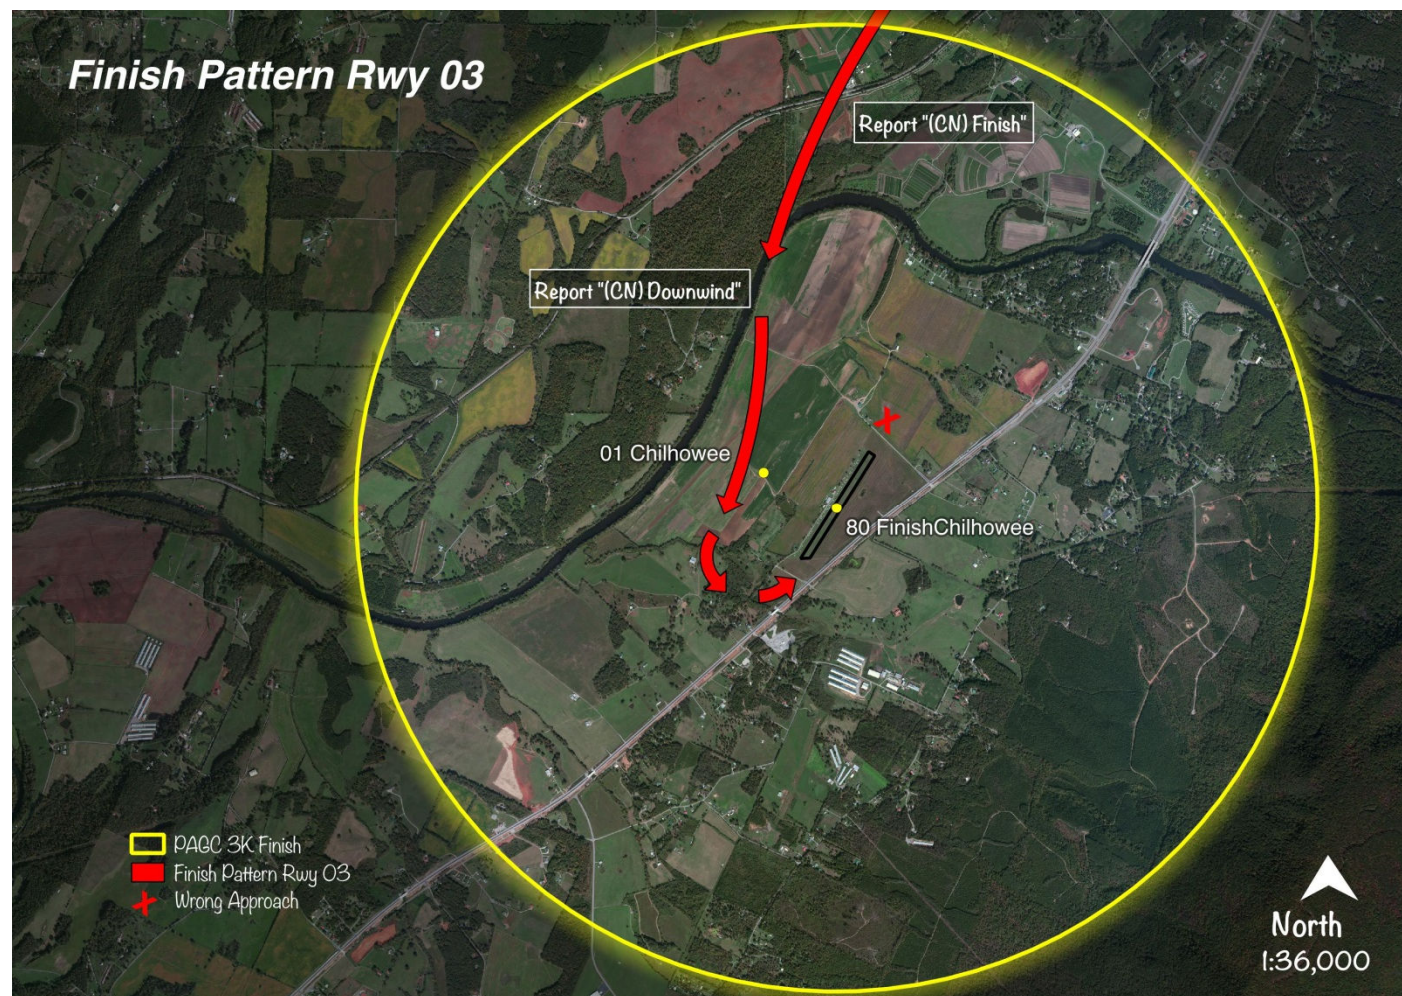 Finish Pattern Rwy 03
Report "(CN) Finish"
Report "(CN) Downwind"
01 Chilhowee
80 FinishChilhowee
PAGC 3K Finish
Finish Pattern Rwy 03
Wrong Approach
North
1:36,000